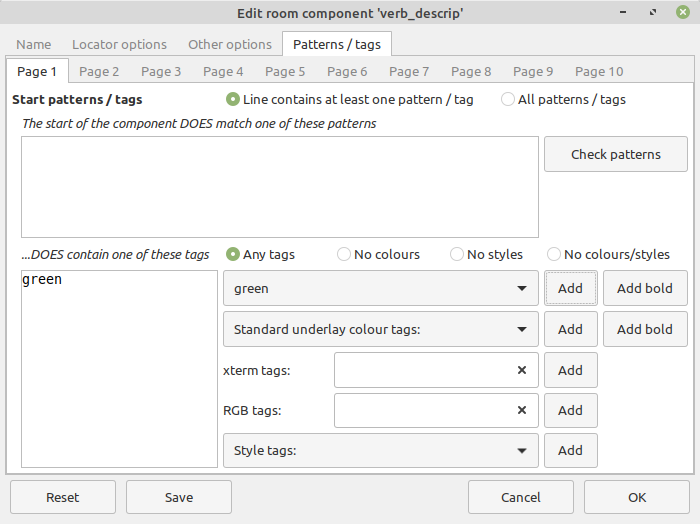 Edit room component 'verb_descrip'
Name Locator options Other options Patterns / tags
Page 1 Page 2 Page 3 Page 4 Page 5 Page 6 Page 7 Page 8 Page 9 Page 10
Start patterns / tags Line contains at least one pattern / tag All patterns / tags
The start of the component DOES match one of these patterns
Check patterns
...DOES contain one of these tags Any tags No colours No styles No colours/styles
green
green Add Add bold
Standard underlay colour tags: Add Add bold
xterm tags: Add
RGB tags: Add
Style tags: Add
Reset Save Cancel OK